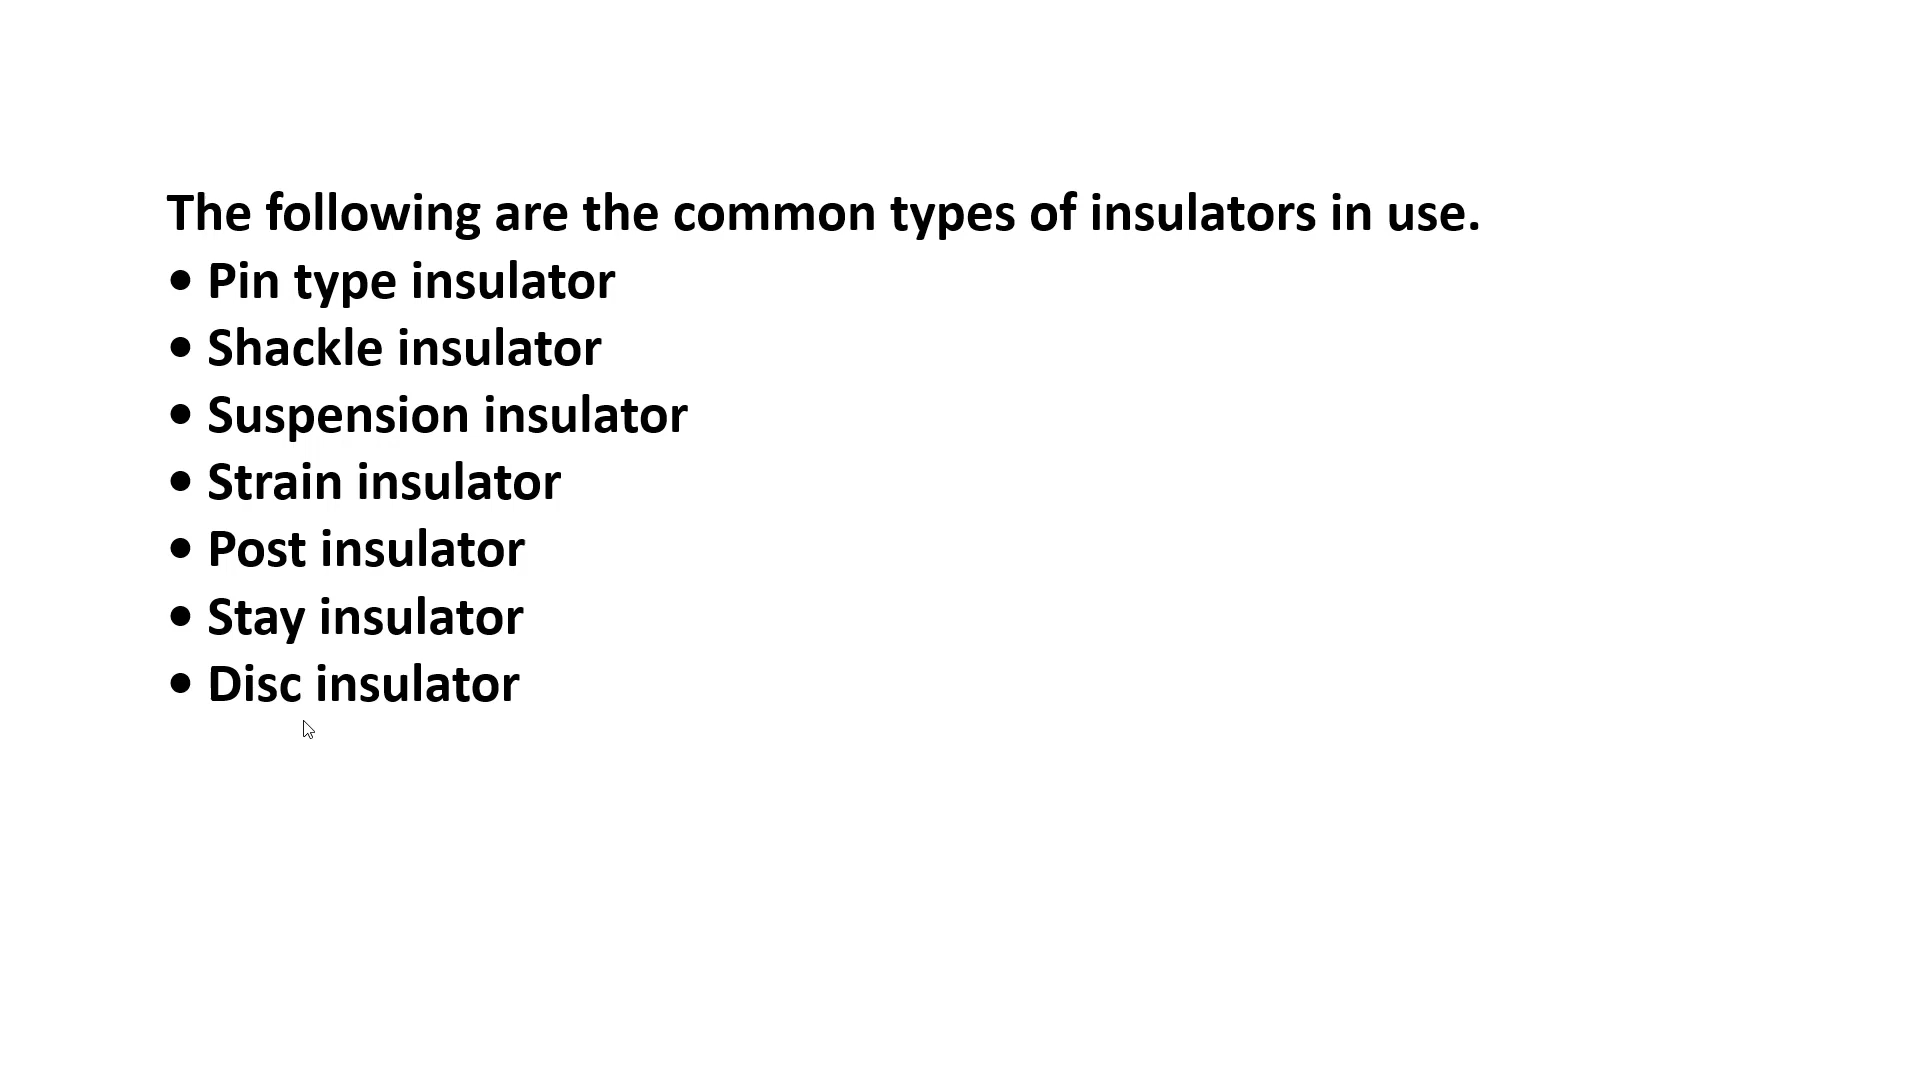 The following are the common types of insulators in use.
• Pin type insulator
• Shackle insulator
• Suspension insulator
• Strain insulator
• Post insulator
• Stay insulator
• Disc insulator